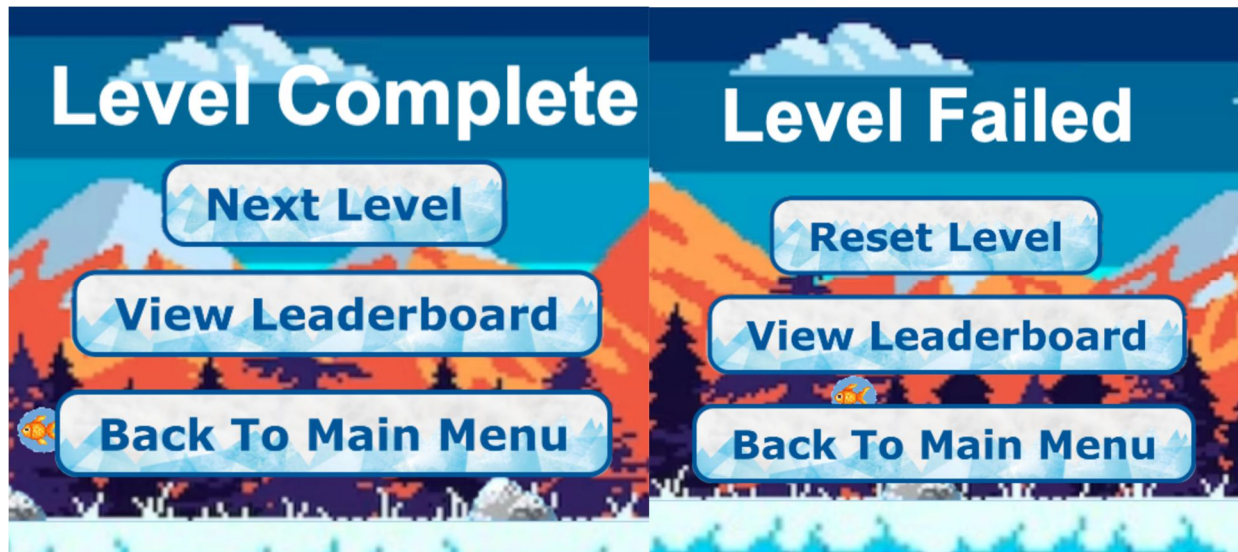 Level Complete
Next Level
View Leaderboard
Back To Main Menu
Level Failed
Reset Level
View Leaderboard
Back To Main Menu